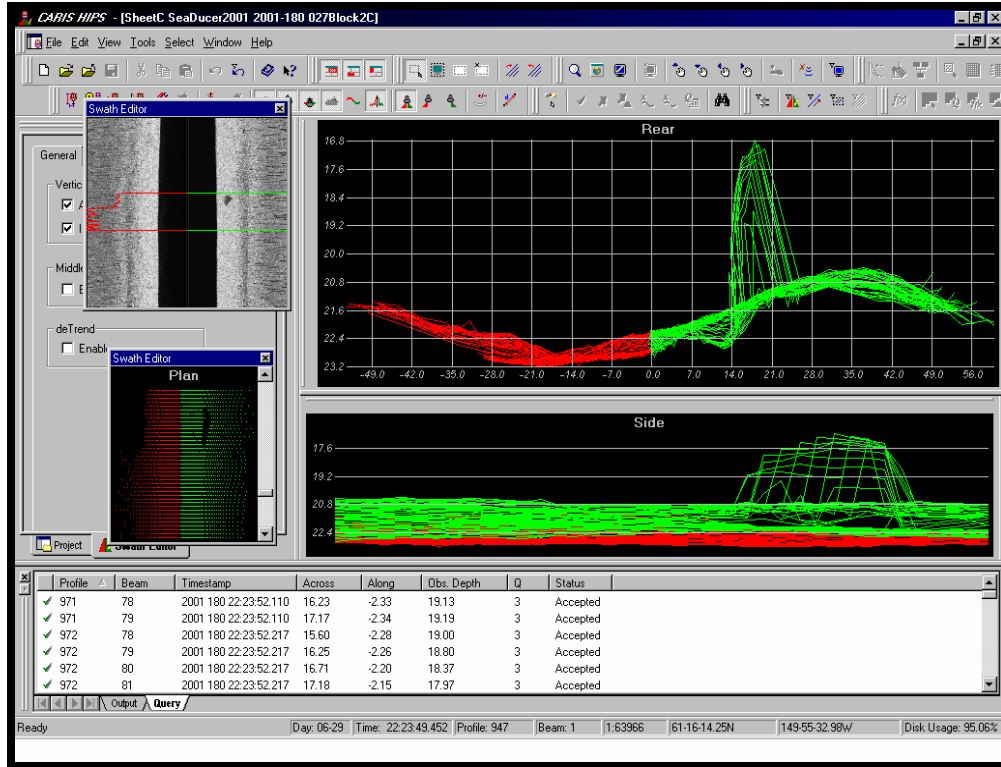 CARIS HIPS - [SheetC SeaDucer2001 2001-180 027Block2C]
File Edit View Tools Select Window Help
Swath Editor
General
Vertic
Middle
deTrend
Enable
Swath Editor
Plan
Project
Swath Editor
Rear
16.8
17.6
18.4
19.2
20.0
20.8
21.6
22.4
23.2
-49.0 -42.0 -35.0 -28.0 -21.0 -14.0 -7.0 0.0 7.0 14.0 21.0 28.0 35.0 42.0 49.0 56.0
Side
17.6
19.2
20.8
22.4
Profile Beam Timestamp Across Along Obs. Depth Q Status
971 78 2001 180 22:23:52.110 16.23 -2.33 19.13 3 Accepted
971 79 2001 180 22:23:52.110 17.17 -2.34 19.19 3 Accepted
972 78 2001 180 22:23:52.217 15.60 -2.28 19.00 3 Accepted
972 79 2001 180 22:23:52.217 16.25 -2.26 18.80 3 Accepted
972 80 2001 180 22:23:52.217 16.71 -2.20 18.37 3 Accepted
972 81 2001 180 22:23:52.217 17.18 -2.15 17.97 3 Accepted
Output Query
Ready Day: 06-29 Time: 22:23:49.452 Profile: 947 Beam: 1 1:63966 61-16-14.25N 149-55-32.98W Disk Usage: 95.06%